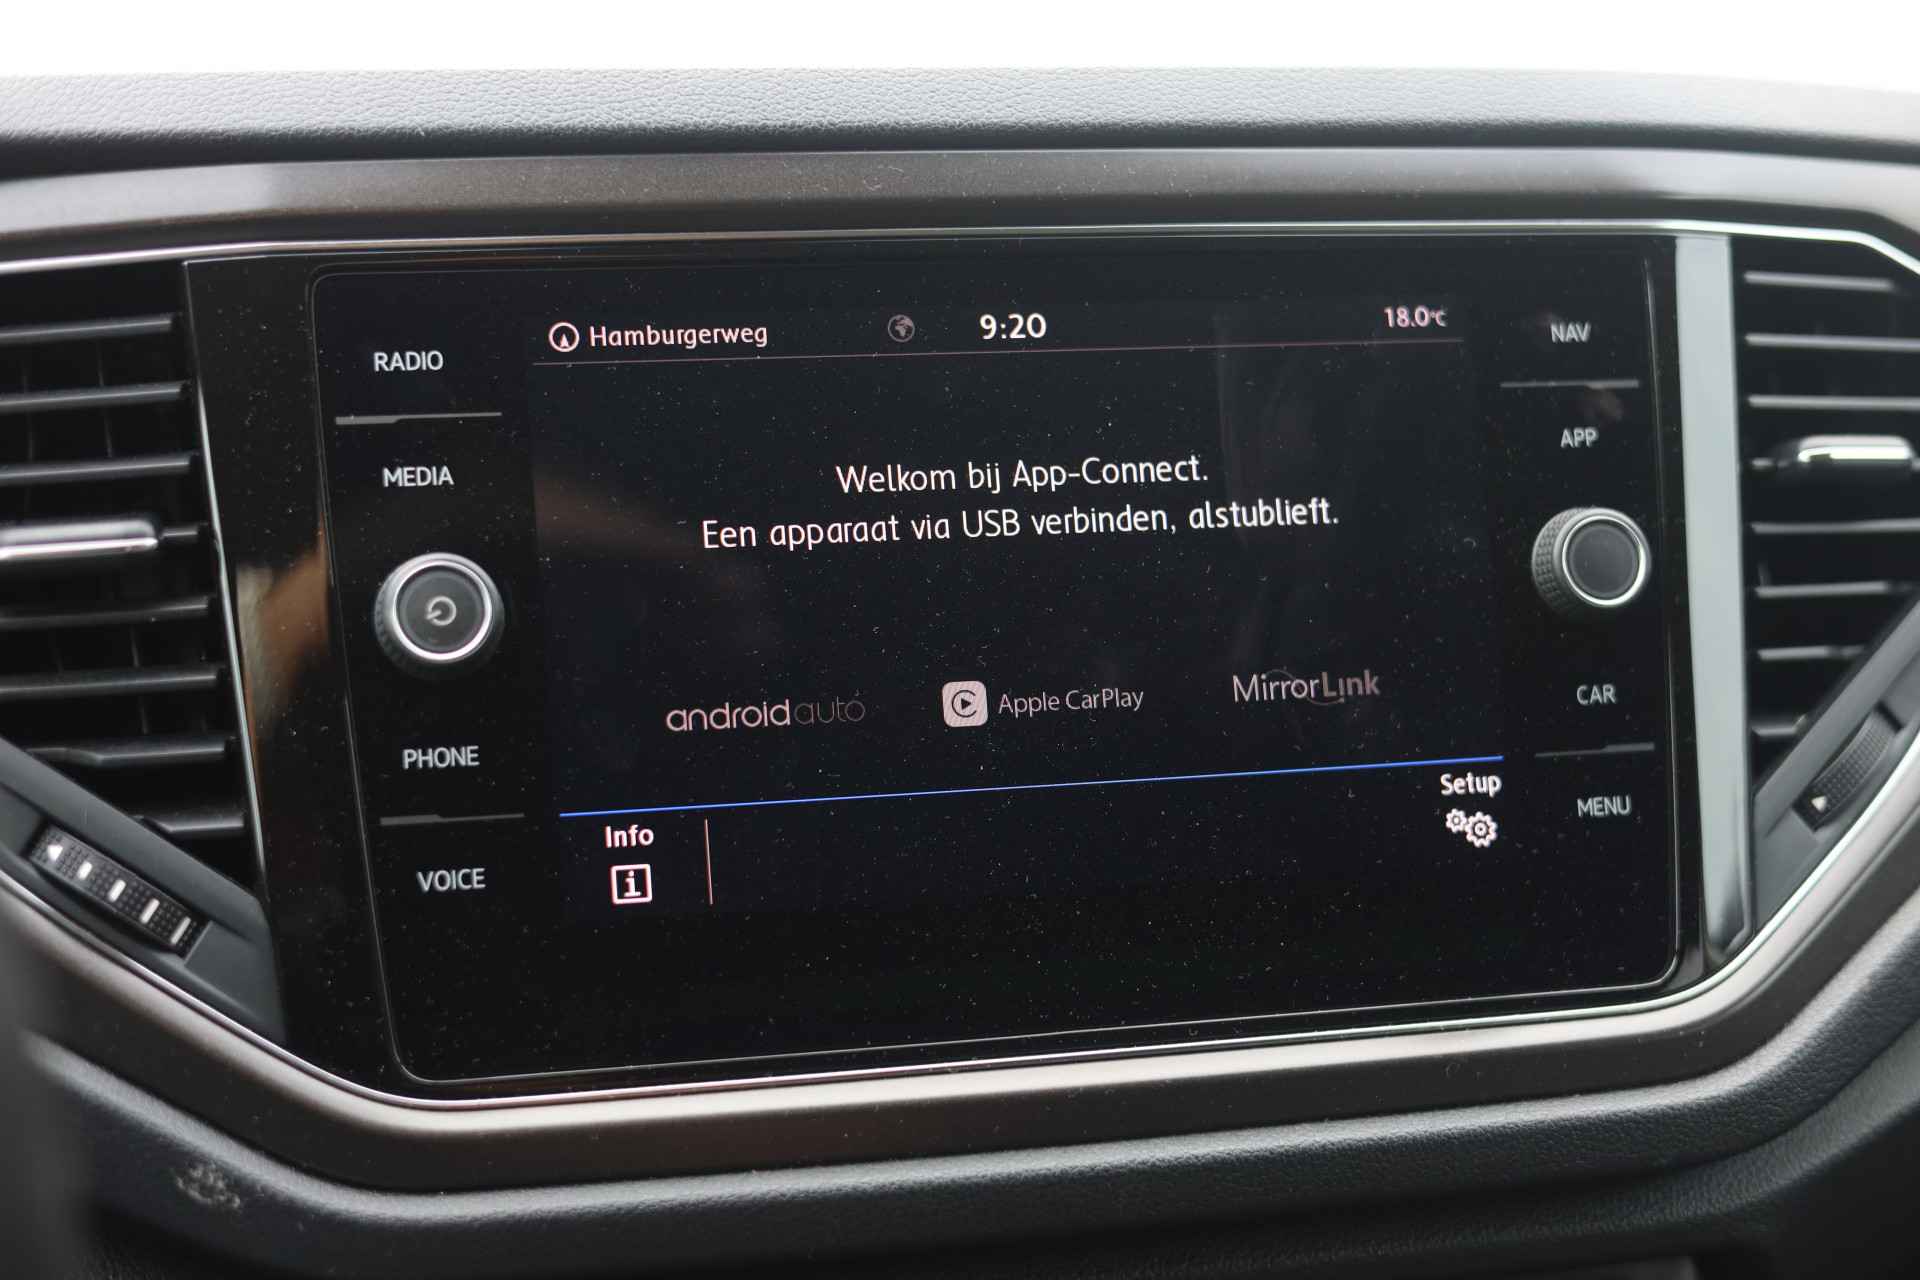 Hamburgerweg 9:20 18.0°C
RADIO
MEDIA
PHONE
VOICE
Welkom bij App-Connect.
Een apparaat via USB verbinden, alstublieft.
androidauto Apple CarPlay MirrorLink
Info
i
Setup
NAV
APP
CAR
MENU